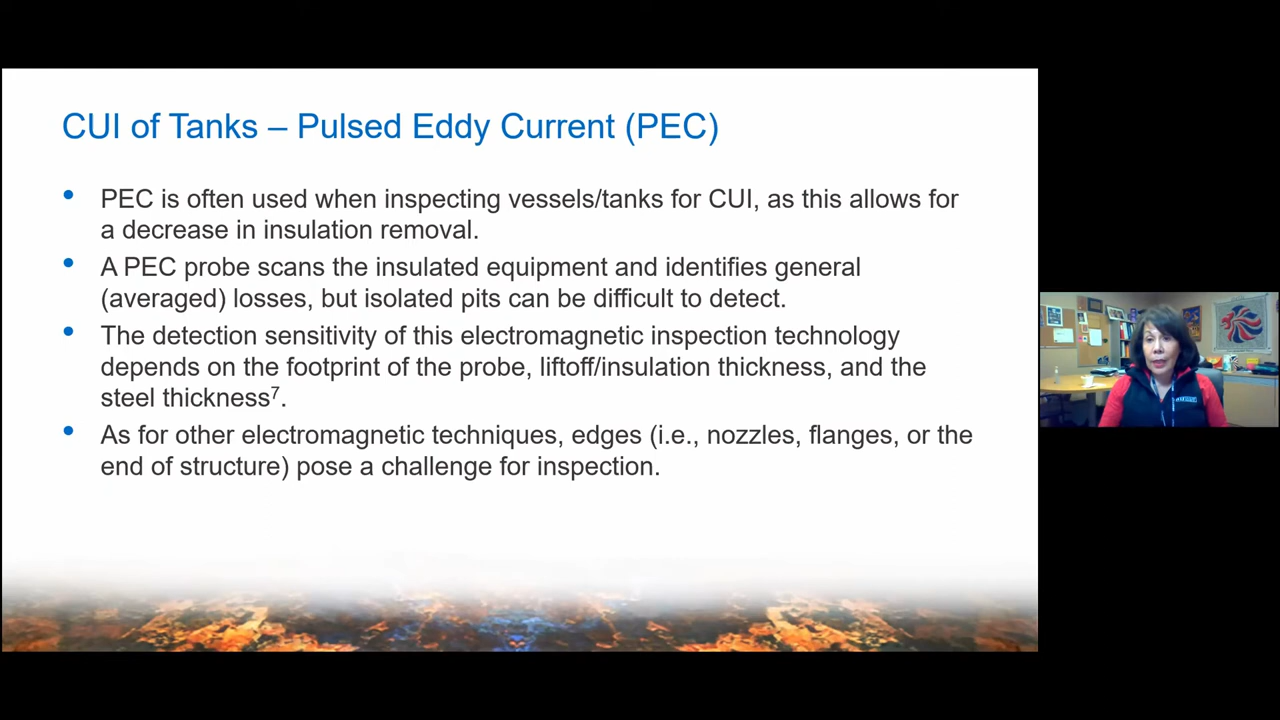 CUI of Tanks – Pulsed Eddy Current (PEC)
PEC is often used when inspecting vessels/tanks for CUI, as this allows for
a decrease in insulation removal.
A PEC probe scans the insulated equipment and identifies general
(averaged) losses, but isolated pits can be difficult to detect.
The detection sensitivity of this electromagnetic inspection technology
depends on the footprint of the probe, liftoff/insulation thickness, and the
steel thickness⁷.
As for other electromagnetic techniques, edges (i.e., nozzles, flanges, or the
end of structure) pose a challenge for inspection.